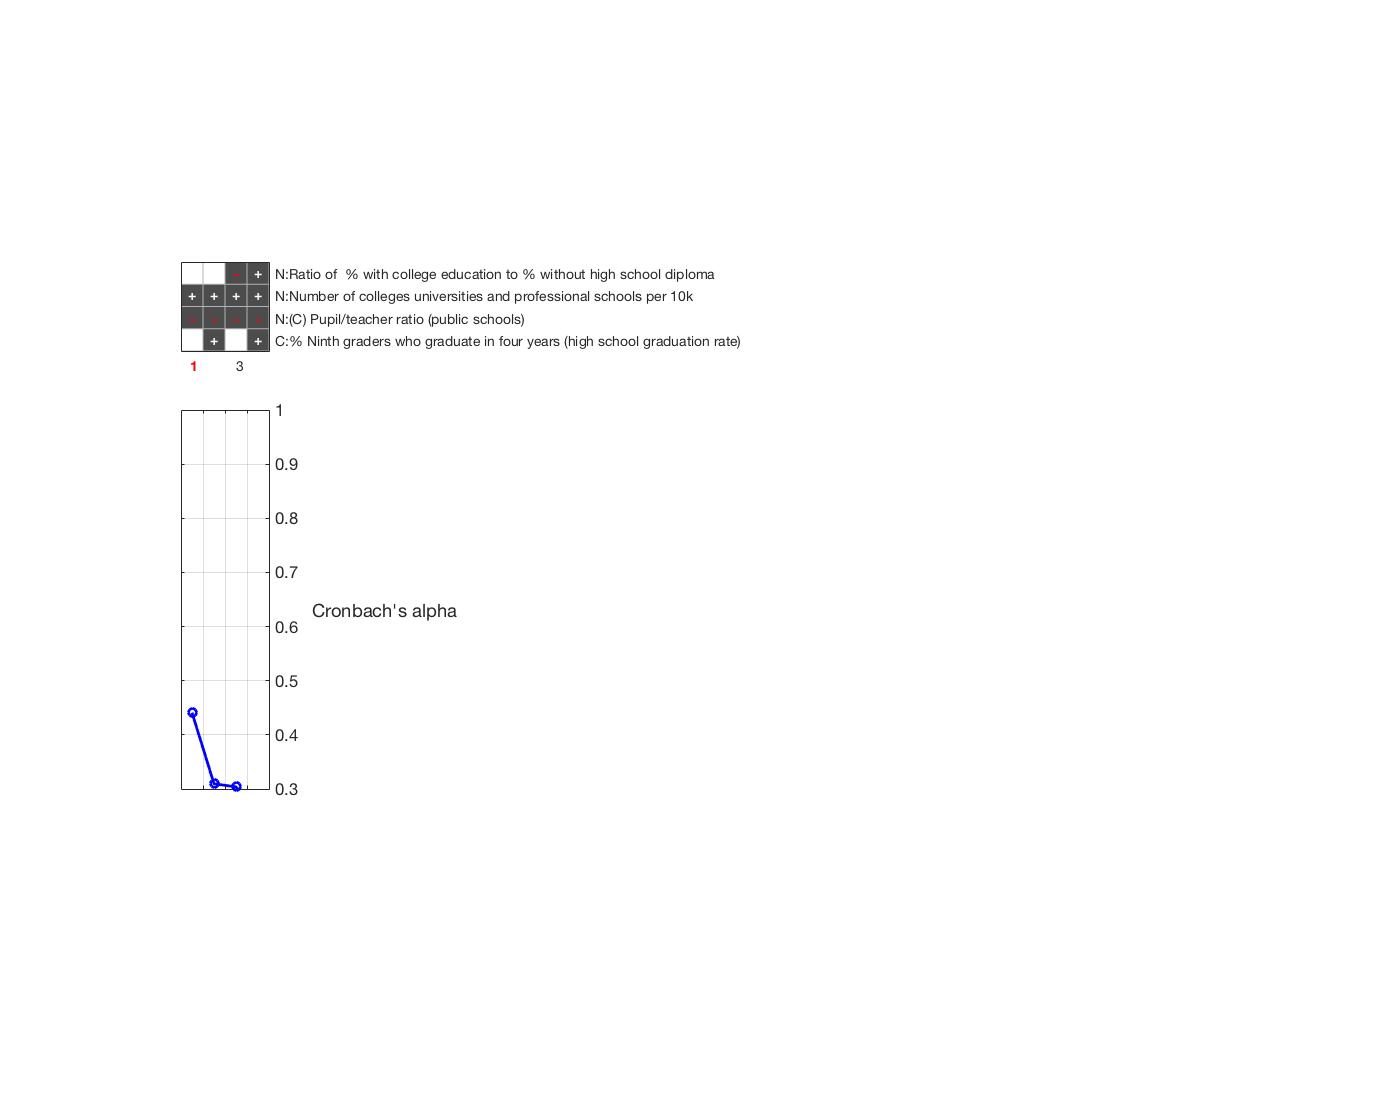 - + N:Ratio of  % with college education to % without high school diploma
+ + + + N:Number of colleges universities and professional schools per 10k
- - - - N:(C) Pupil/teacher ratio (public schools)
+ + C:% Ninth graders who graduate in four years (high school graduation rate)
1 3
1
0.9
0.8
0.7
Cronbach's alpha
0.6
0.5
0.4
0.3